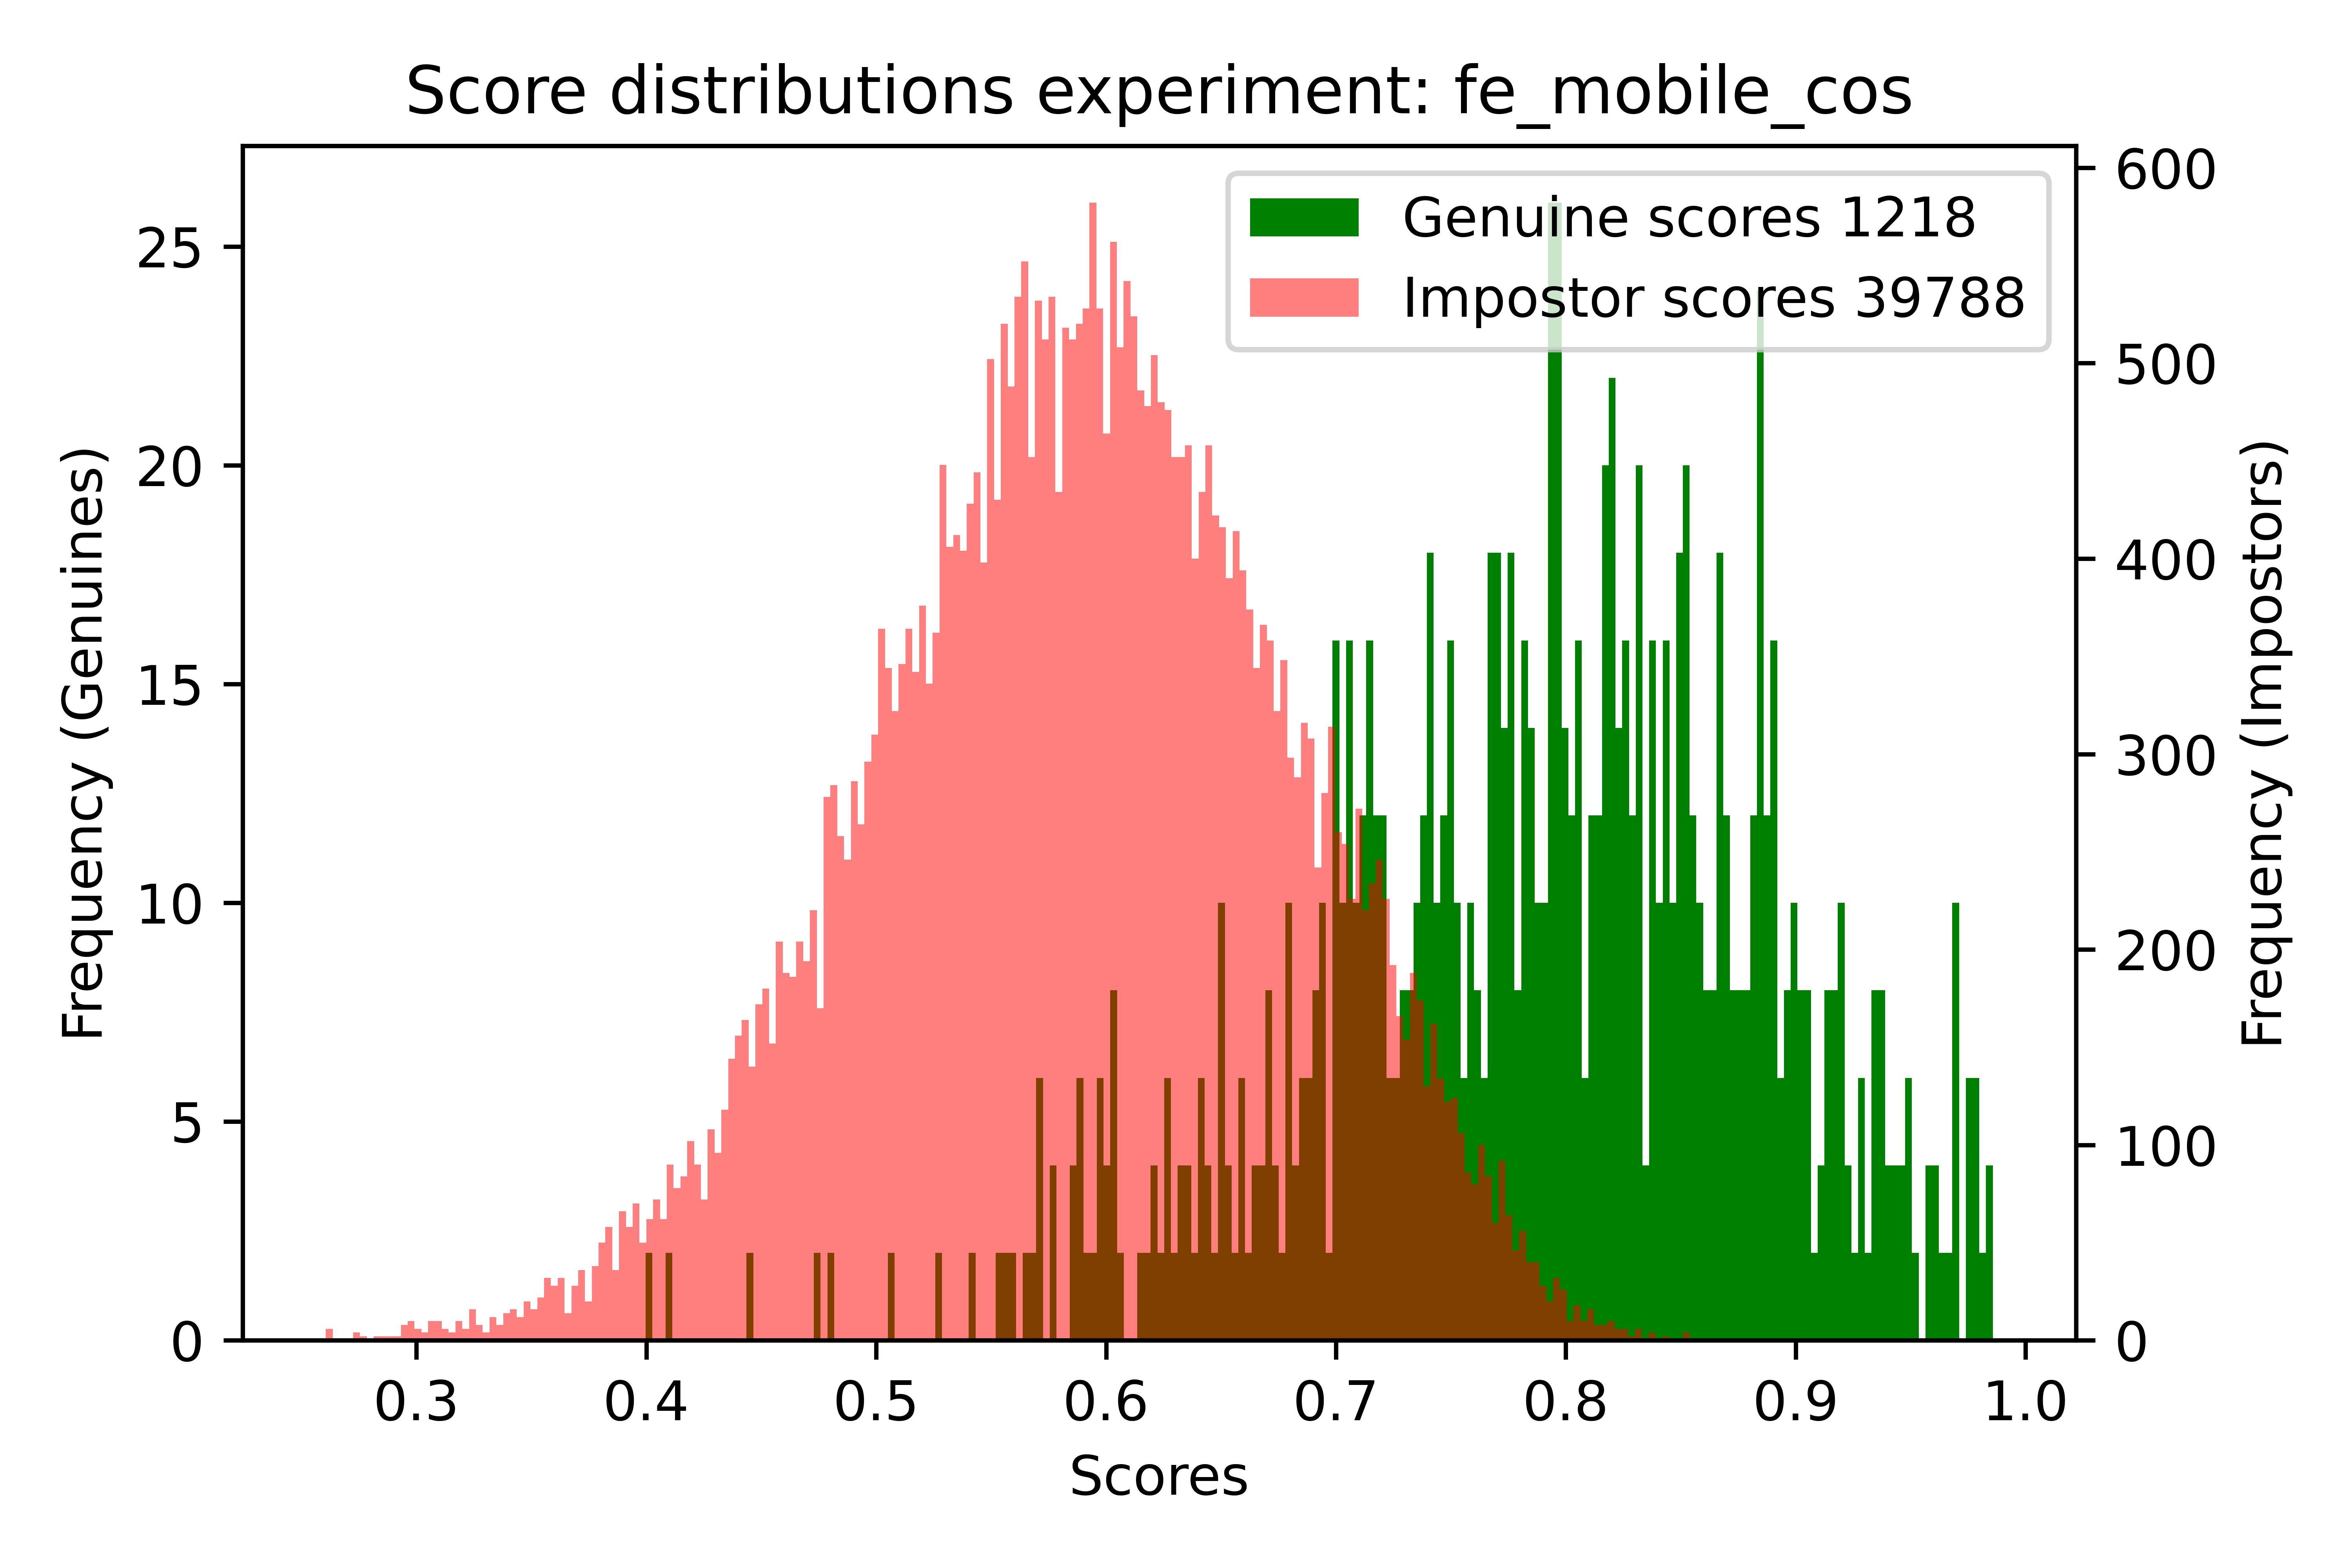 Score distributions experiment: fe_mobile_cos
Genuine scores 1218
Impostor scores 39788
Frequency (Genuines)
25
20
15
10
5
0
600
500
400
300
200
100
0
Frequency (Impostors)
0.3 0.4 0.5 0.6 0.7 0.8 0.9 1.0
Scores